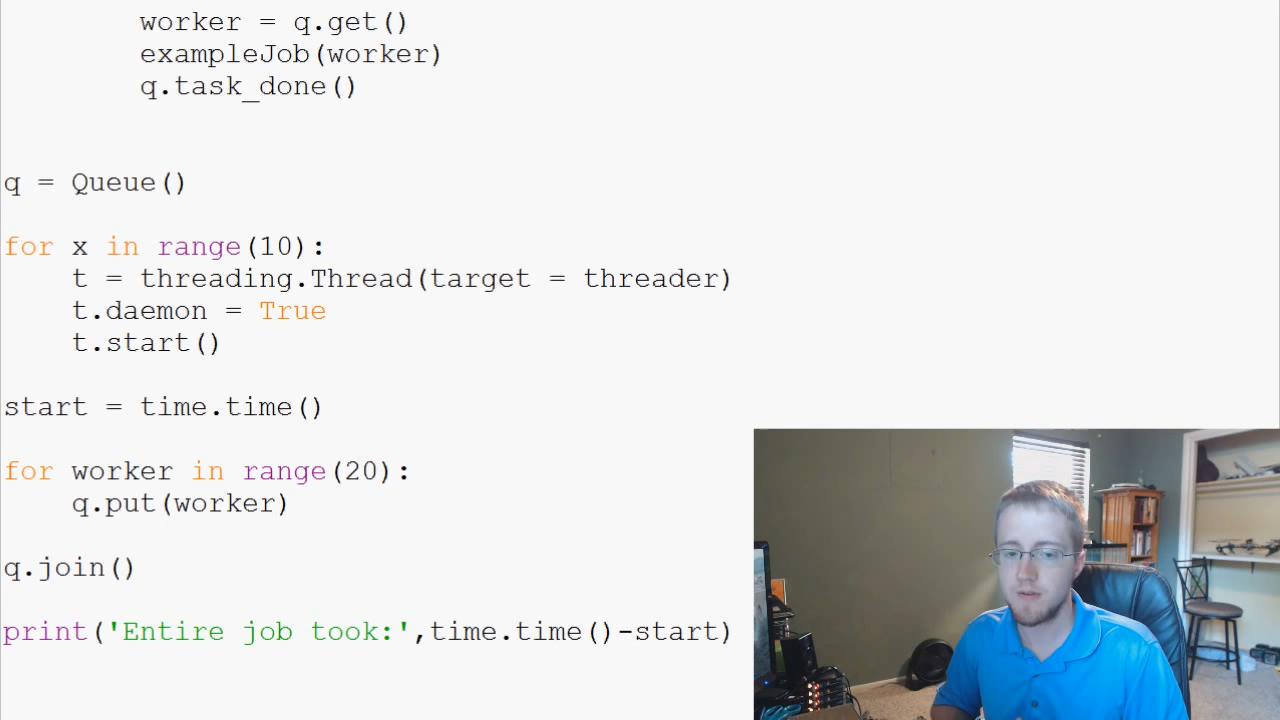 worker = q.get()
exampleJob(worker)
q.task_done()
q = Queue()
for x in range(10):
t = threading.Thread(target = threader)
t.daemon = True
t.start()
start = time.time()
for worker in range(20):
q.put(worker)
q.join()
print('Entire job took:',time.time()-start)